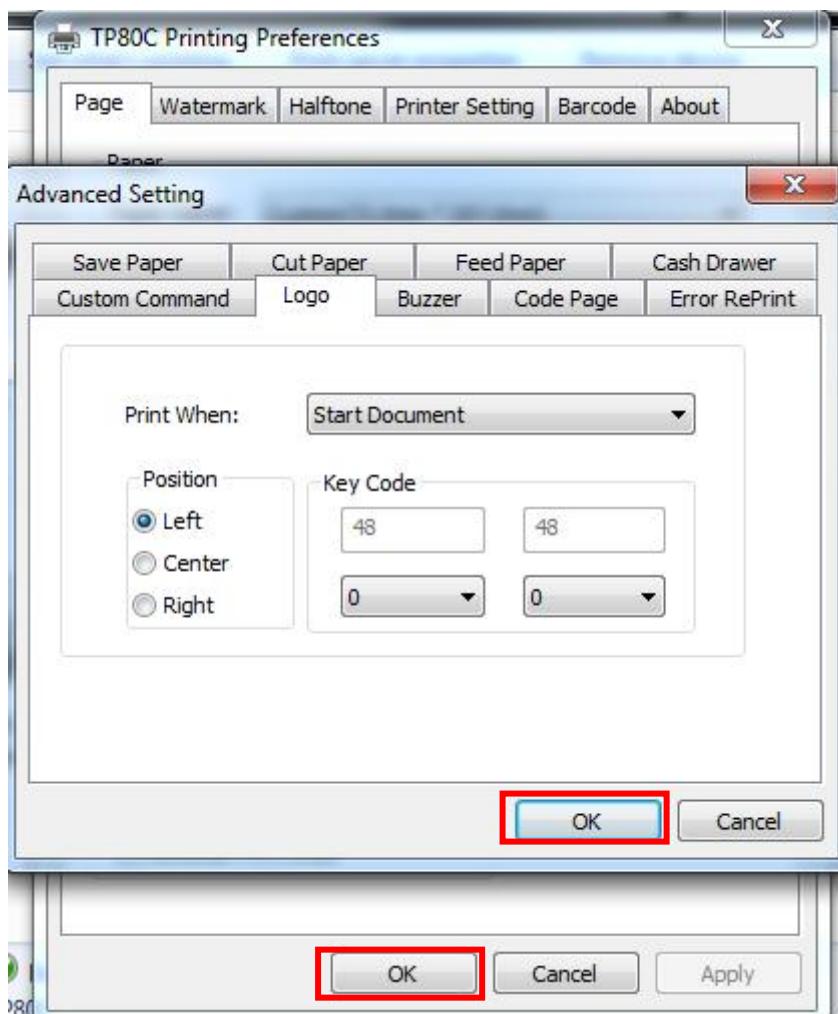 TP80C Printing Preferences
Page Watermark Halftone Printer Setting Barcode About
Paper
Advanced Setting
Save Paper Cut Paper Feed Paper Cash Drawer
Custom Command Logo Buzzer Code Page Error RePrint
Print When: Start Document
Position Key Code
Left 48 48
Center
Right 0 0
OK Cancel
OK Cancel Apply